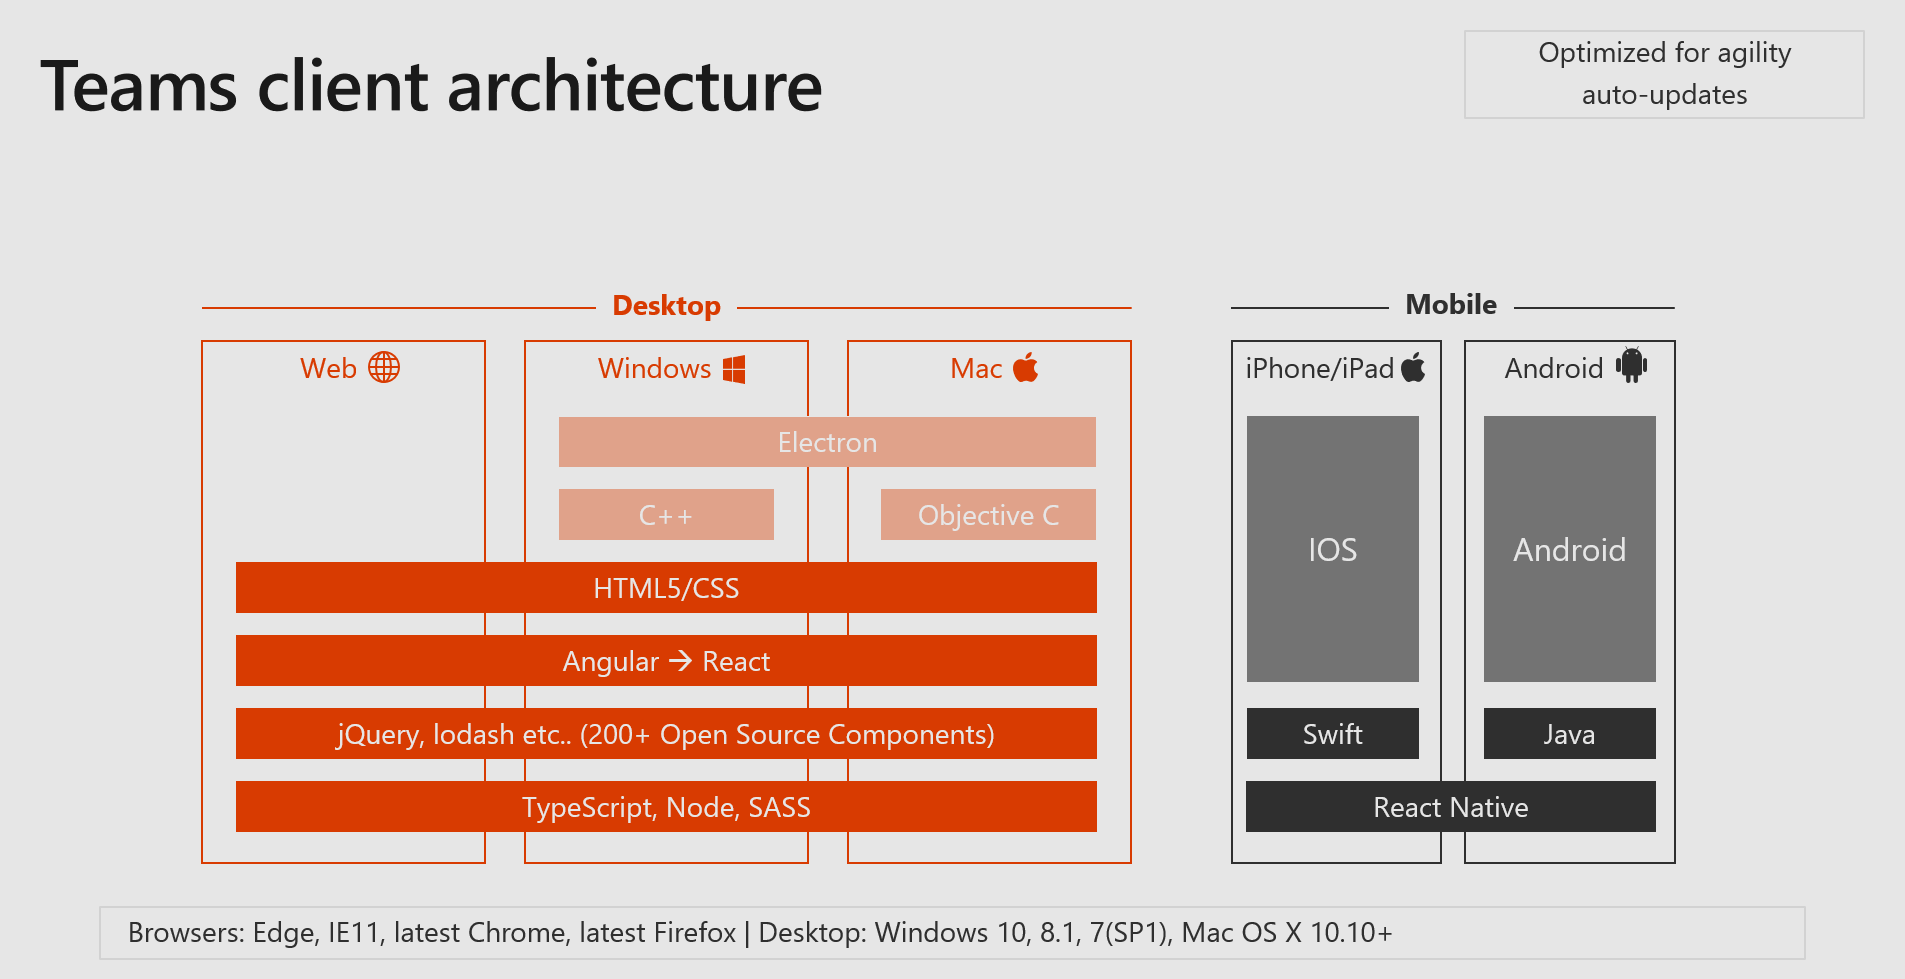 Teams client architecture
Optimized for agility
auto-updates
Desktop
Mobile
Web
Windows
Mac
iPhone/iPad
Android
Electron
C++
Objective C
IOS
Android
HTML5/CSS
Angular → React
jQuery, lodash etc.. (200+ Open Source Components)
Swift
Java
TypeScript, Node, SASS
React Native
Browsers: Edge, IE11, latest Chrome, latest Firefox | Desktop: Windows 10, 8.1, 7(SP1), Mac OS X 10.10+